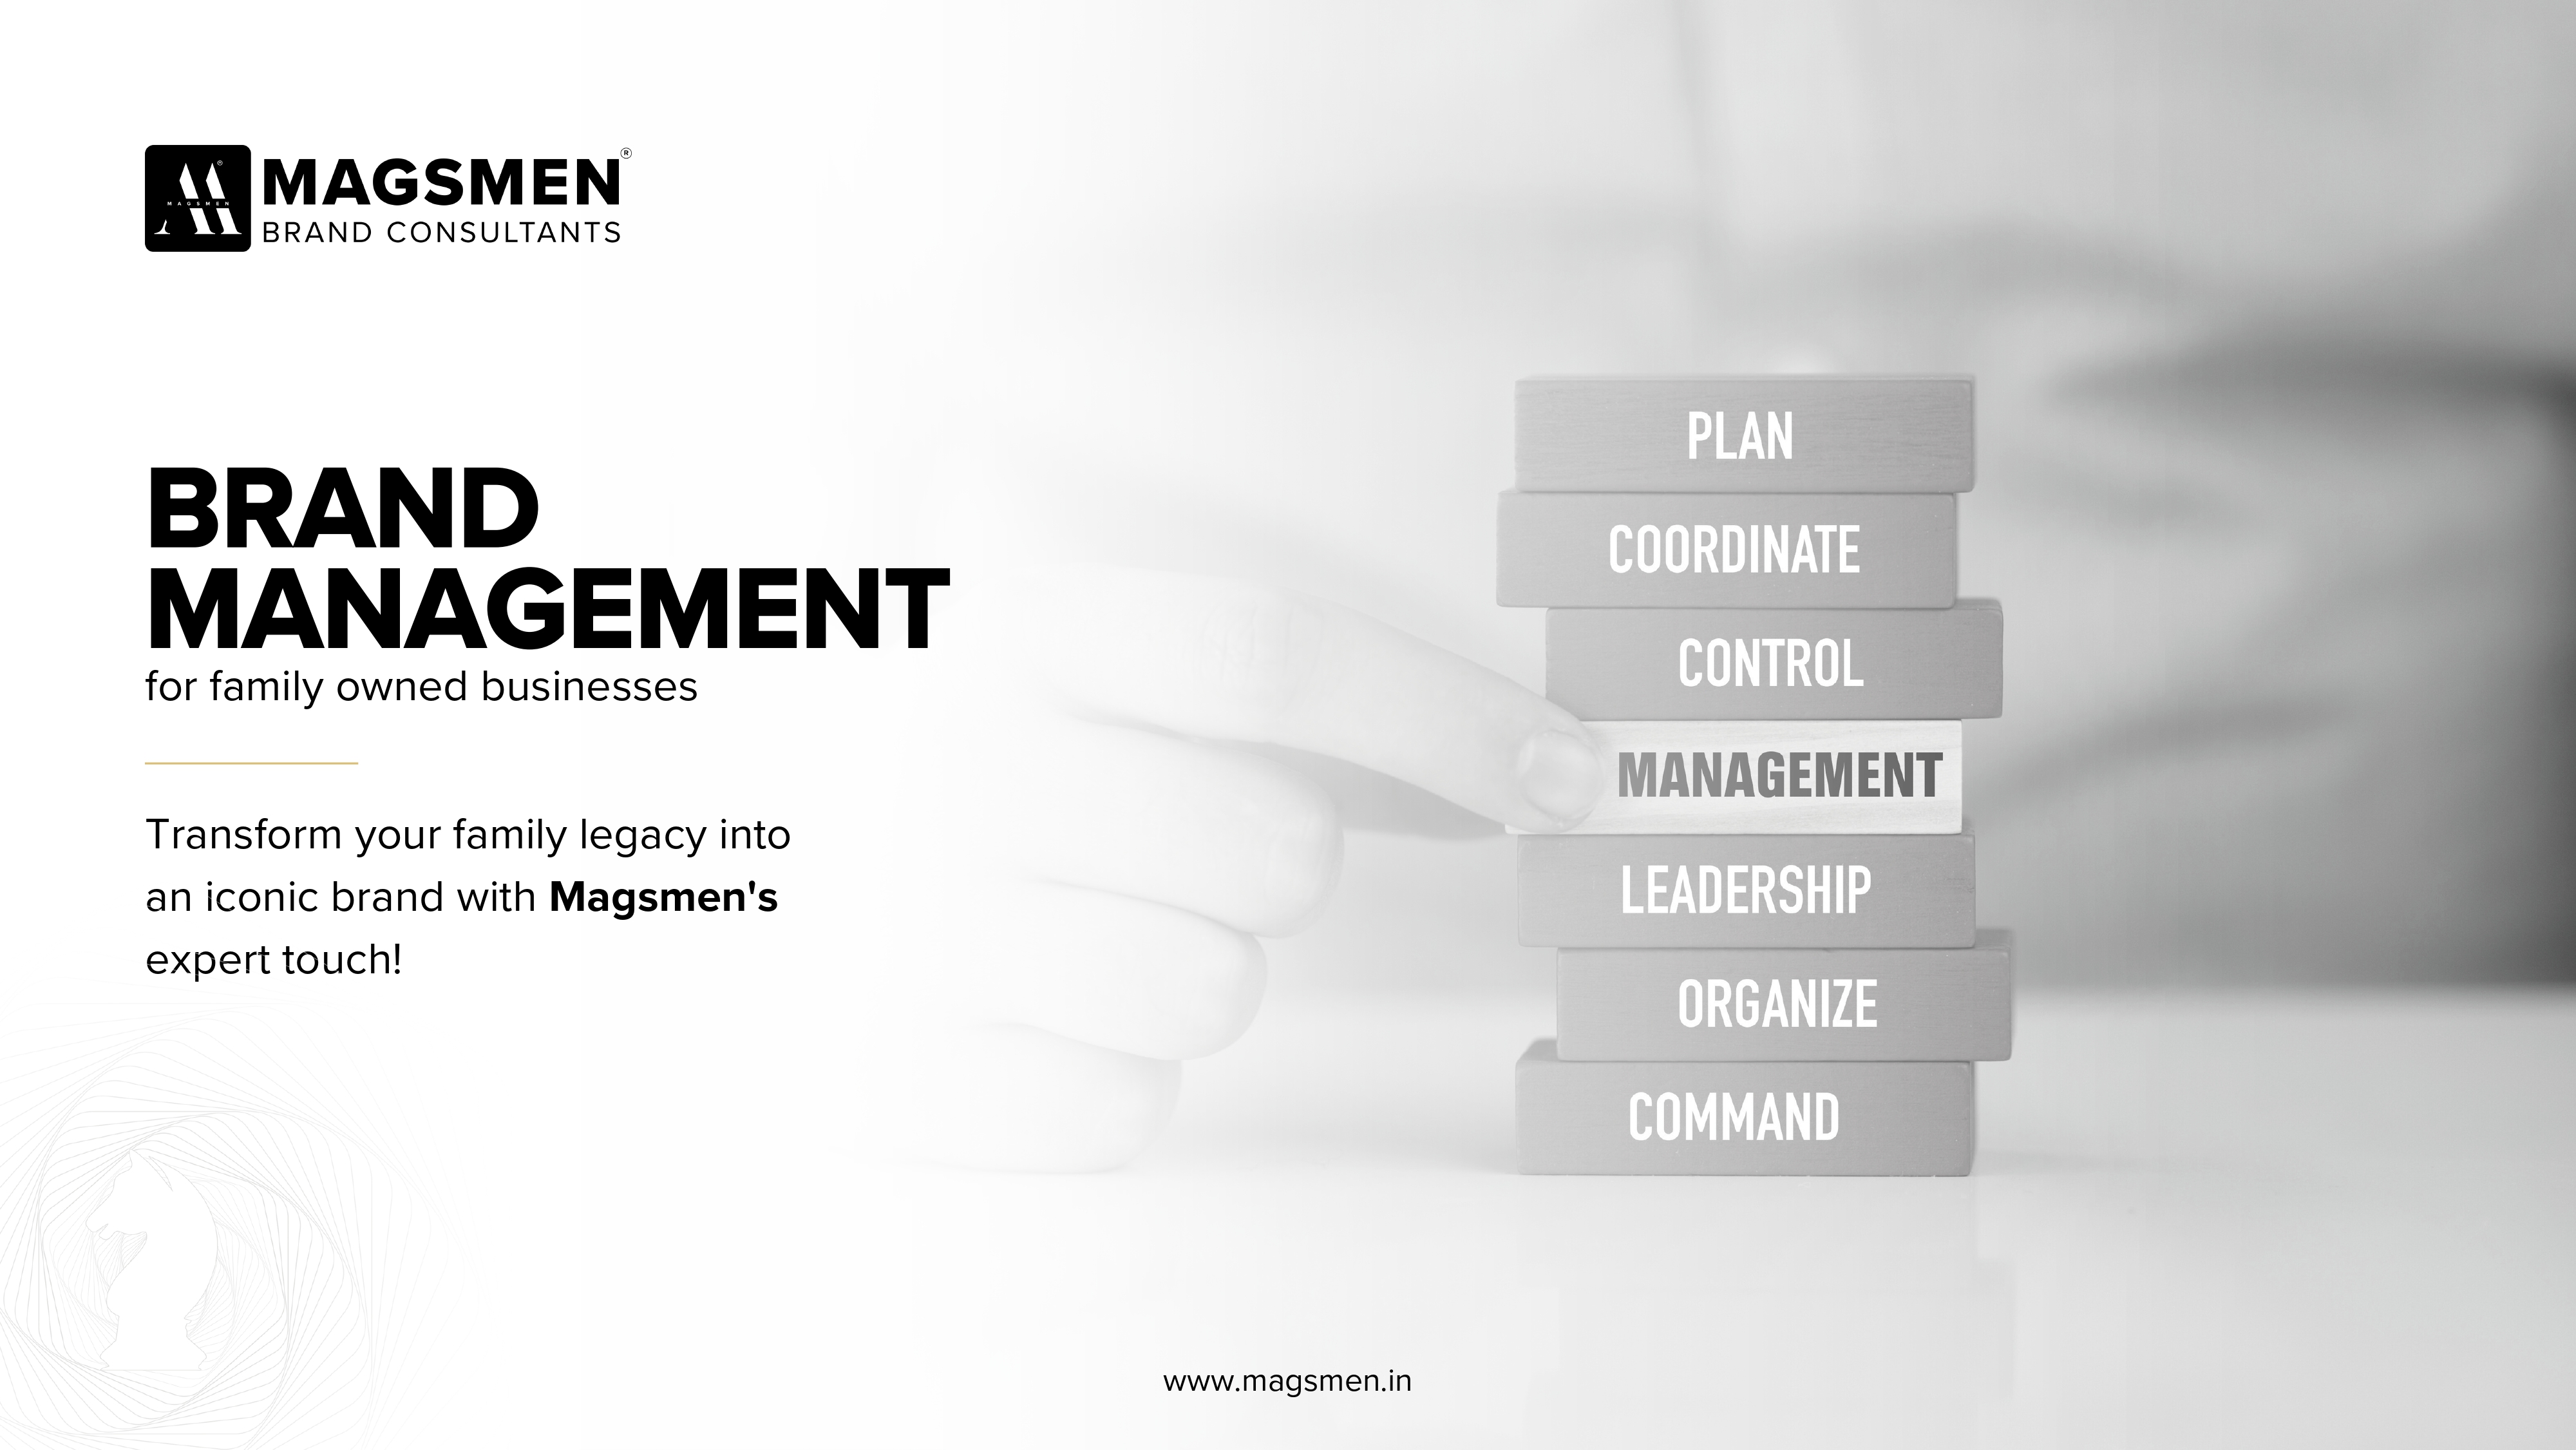 MAGSMEN®
BRAND CONSULTANTS
MAGSMEN
BRAND
MANAGEMENT
for family owned businesses
Transform your family legacy into
an iconic brand with Magsmen's
expert touch!
PLAN
COORDINATE
CONTROL
MANAGEMENT
LEADERSHIP
ORGANIZE
COMMAND
www.magsmen.in